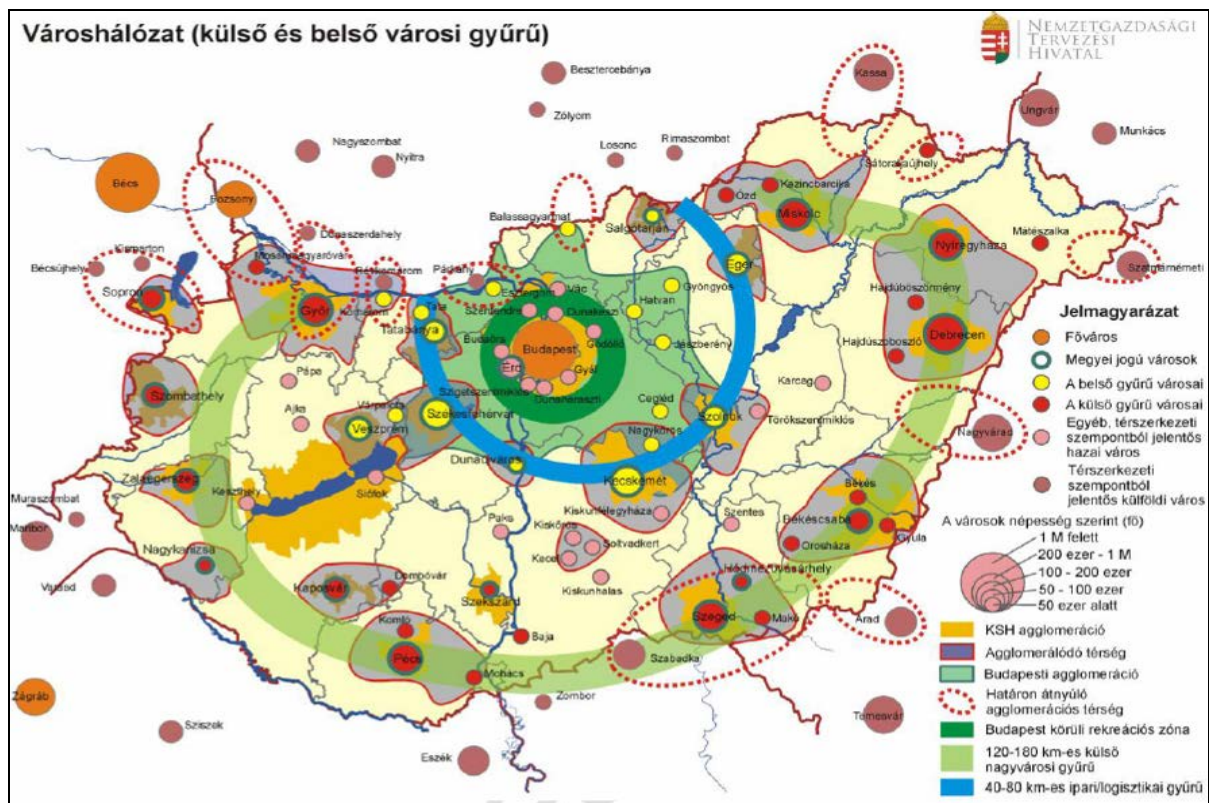 Városhálózat (külső és belső városi gyűrű)
NEMZETGAZDASÁGI
TERVEZÉSI
HIVATAL
Besztercebánya
Kassa
Zólyom
Ungvár
Munkács
Nagyszombat
Nyitra
Losonc
Rimaszombat
Sátoraljaújhely
Bécs
Pozsony
Ózd
Kazincbarcika
Balassagyarmat
Salgótarján
Miskolc
Dunaszerdahely
Nyíregyháza
Mátészalka
Kismarton
Bécsújhely
Mosonmagyaróvár
Révkomárom
Párkány
Eger
Szatmárnémeti
Sopron
Esztergom
Vác
Gyöngyös
Győr
Komárom
Tata
Szentendre
Dunakeszi
Hatvan
Hajdúböszörmény
Tatabánya
Budaörs
Budapest
Gödöllő
Jászberény
Debrecen
Hajdúszoboszló
Pápa
Érd
Gyál
Karcag
Szombathely
Ajka
Várpalota
Szigetszentmiklós
Dunaharaszti
Cegléd
Veszprém
Székesfehérvár
Szolnok
Törökszentmiklós
Nagykőrös
Nagyvárad
Dunaújváros
Zalaegerszeg
Keszthely
Siófok
Kecskemét
Békés
Muraszombat
Maribor
Paks
Kiskőrös
Kiskunfélegyháza
Szentes
Békéscsaba
Gyula
Nagykanizsa
Soltvadkert
Orosháza
Kecel
Varasd
Kaposvár
Dombóvár
Kiskunhalas
Hódmezővásárhely
Szekszárd
Komló
Baja
Szeged
Makó
Arad
Pécs
Szabadka
Mohács
Zágráb
Zombor
Temesvár
Sziszek
Eszék
Jelmagyarázat
Főváros
Megyei jogú városok
A belső gyűrű városai
A külső gyűrű városai
Egyéb, térszerkezeti
szempontból jelentős
hazai város
Térszerkezeti
szempontból
jelentős külföldi város
A városok népesség szerint (fő)
1 M felett
200 ezer - 1 M
100 - 200 ezer
50 - 100 ezer
50 ezer alatt
KSH agglomeráció
Agglomerálódó térség
Budapesti agglomeráció
Határon átnyúló
agglomerációs térség
Budapest körüli rekreációs zóna
120-180 km-es külső
nagyvárosi gyűrű
40-80 km-es ipari/logisztikai gyűrű